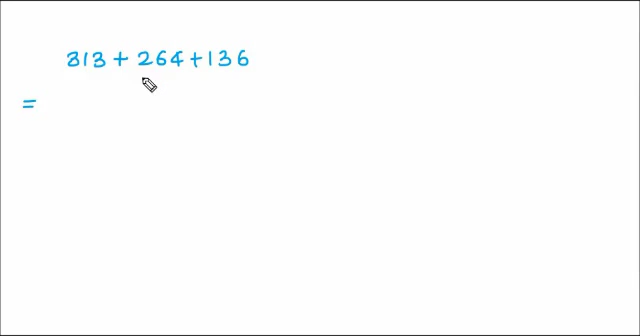 313 + 264 + 136
=